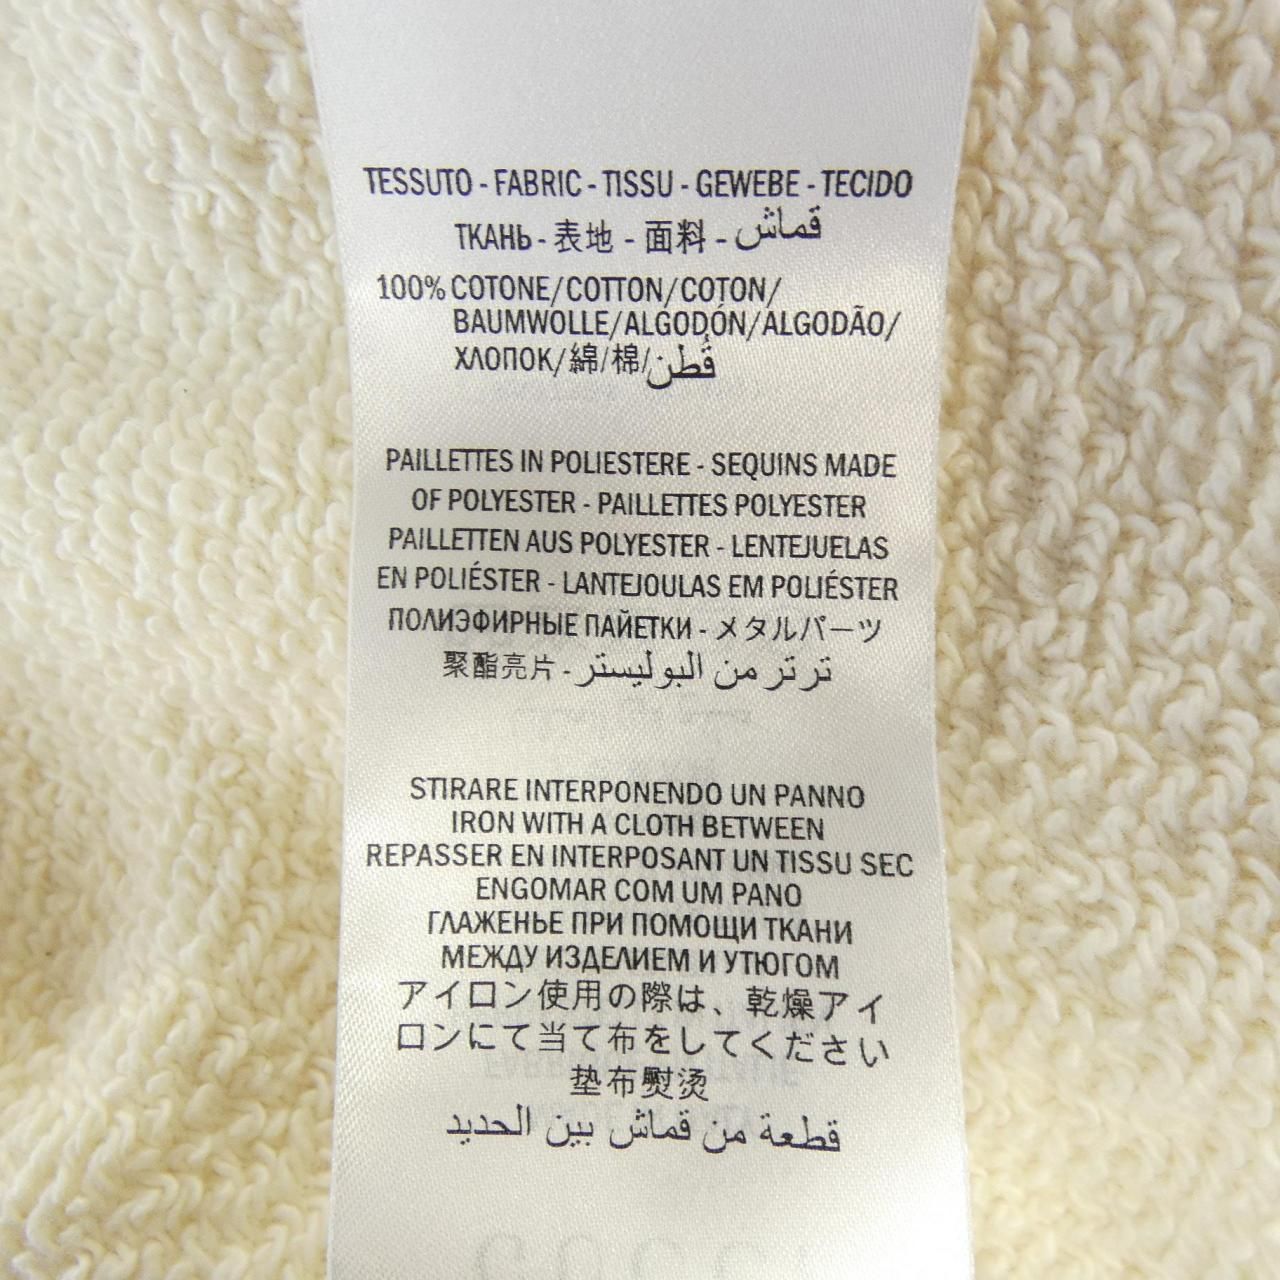 TESSUTO - FABRIC - TISSU - GEWEBE - TECIDO
ТКАНЬ - 表地 - 面料 - قماش
100% COTONE/COTTON/COTON/
BAUMWOLLE/ALGODÓN/ALGODÃO/
ХЛОПОК/綿/棉/قُطن
PAILLETTES IN POLIESTERE - SEQUINS MADE
OF POLYESTER - PAILLETTES POLYESTER
PAILLETTEN AUS POLYESTER - LENTEJUELAS
EN POLIÉSTER - LANTEJOULAS EM POLIÉSTER
ПОЛИЭФИРНЫЕ ПАЙЕТКИ - メタルパーツ
聚酯亮片 - تر تر من البوليستر
STIRARE INTERPONENDO UN PANNO
IRON WITH A CLOTH BETWEEN
REPASSER EN INTERPOSANT UN TISSU SEC
ENGOMAR COM UM PANO
ГЛАЖЕНЬЕ ПРИ ПОМОЩИ ТКАНИ
МЕЖДУ ИЗДЕЛИЕМ И УТЮГОМ
アイロン使用の際は、乾燥アイ
ロンにて当て布をしてください
垫布熨烫
قطعة من قماش بين الحديد